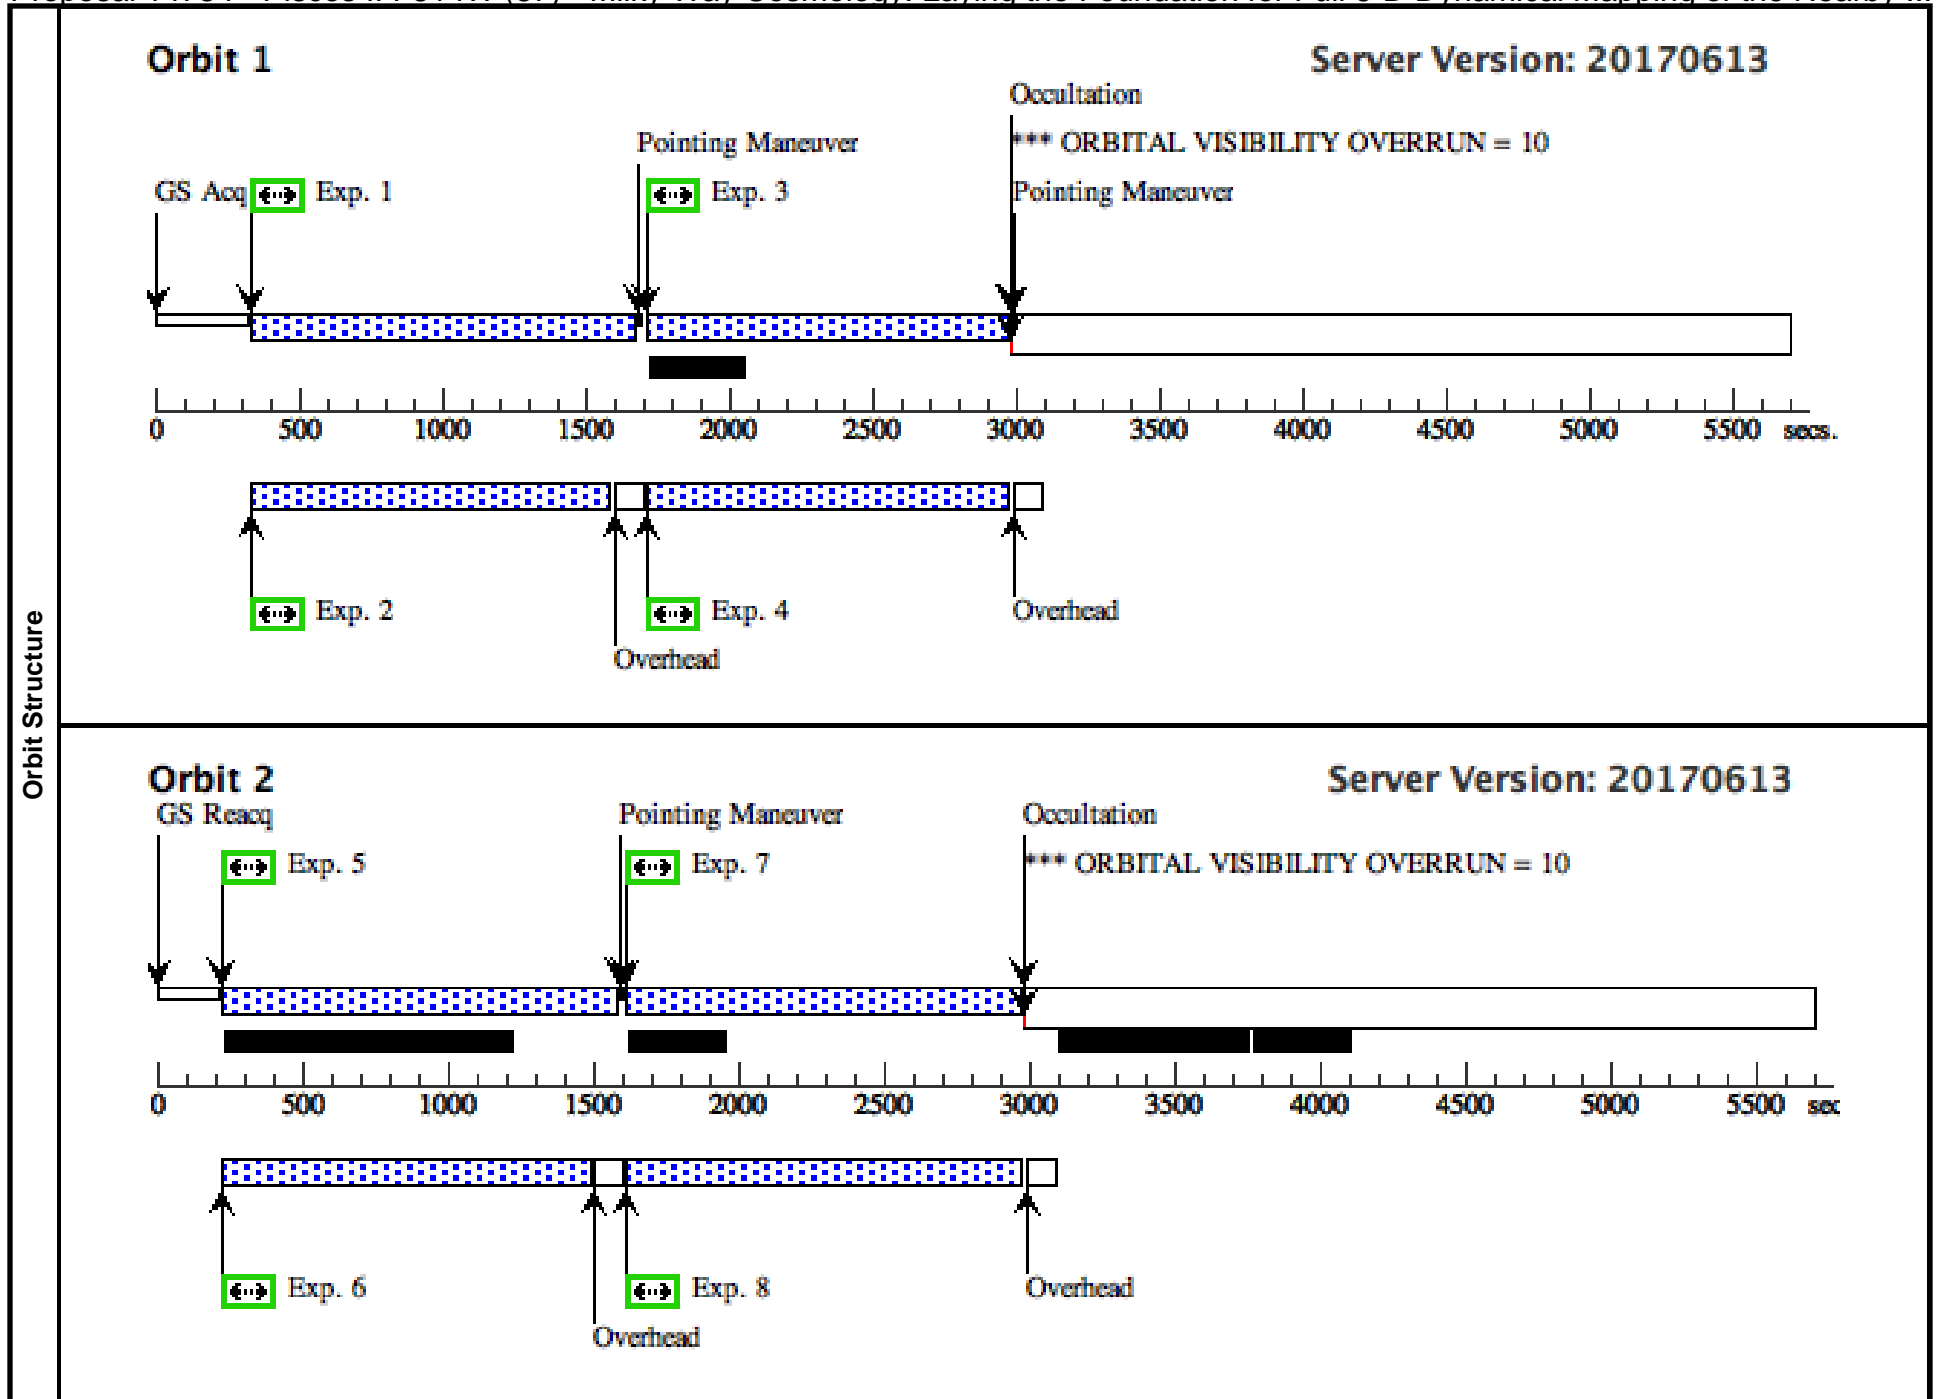 Orbit 1
Server Version: 20170613
Occultation
Pointing Maneuver
*** ORBITAL VISIBILITY OVERRUN = 10
GS Acq
Exp. 1
Exp. 3
Pointing Maneuver
0 500 1000 1500 2000 2500 3000 3500 4000 4500 5000 5500 secs.
Exp. 2
Exp. 4
Overhead
Overhead
Orbit Structure
Orbit 2
Server Version: 20170613
GS Reacq
Pointing Maneuver
Occultation
Exp. 5
Exp. 7
*** ORBITAL VISIBILITY OVERRUN = 10
0 500 1000 1500 2000 2500 3000 3500 4000 4500 5000 5500 sec
Exp. 6
Exp. 8
Overhead
Overhead